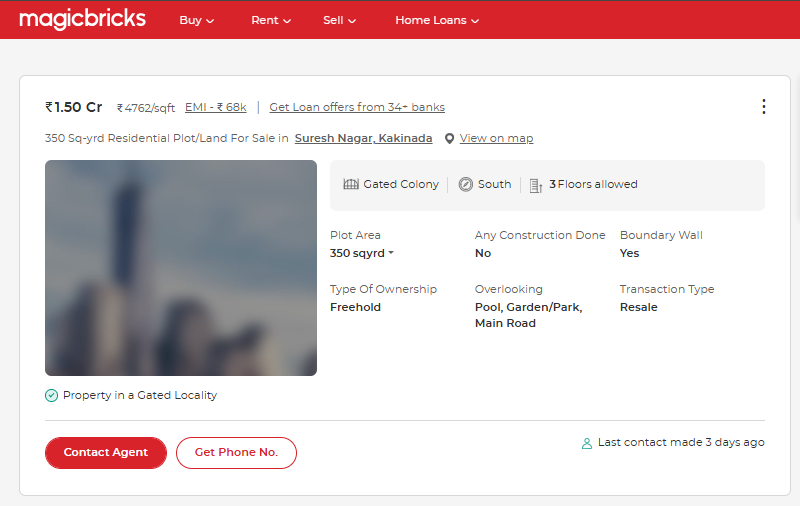 magicbricks
Buy Rent Sell Home Loans
₹1.50 Cr ₹4762/sqft EMI - ₹ 68k | Get Loan offers from 34+ banks
350 Sq-yrd Residential Plot/Land For Sale in Suresh Nagar, Kakinada View on map
Gated Colony South 3 Floors allowed
Plot Area Any Construction Done Boundary Wall
350 sqyrd No Yes
Type Of Ownership Overlooking Transaction Type
Freehold Pool, Garden/Park, Resale
Main Road
Property in a Gated Locality
Contact Agent Get Phone No. Last contact made 3 days ago